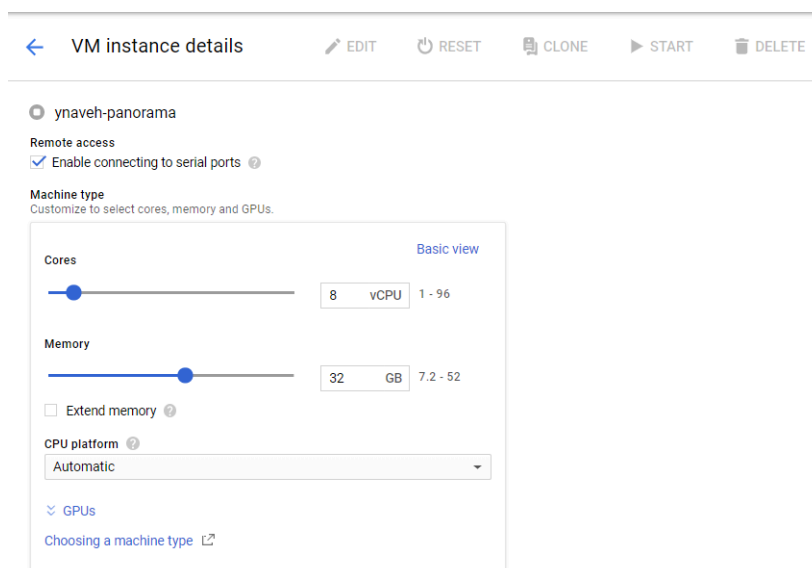 VM instance details EDIT RESET CLONE START DELETE
ynaveh-panorama
Remote access
Enable connecting to serial ports
Machine type
Customize to select cores, memory and GPUs.
Basic view
Cores
8 vCPU 1 - 96
Memory
32 GB 7.2 - 52
Extend memory
CPU platform
Automatic
GPUs
Choosing a machine type